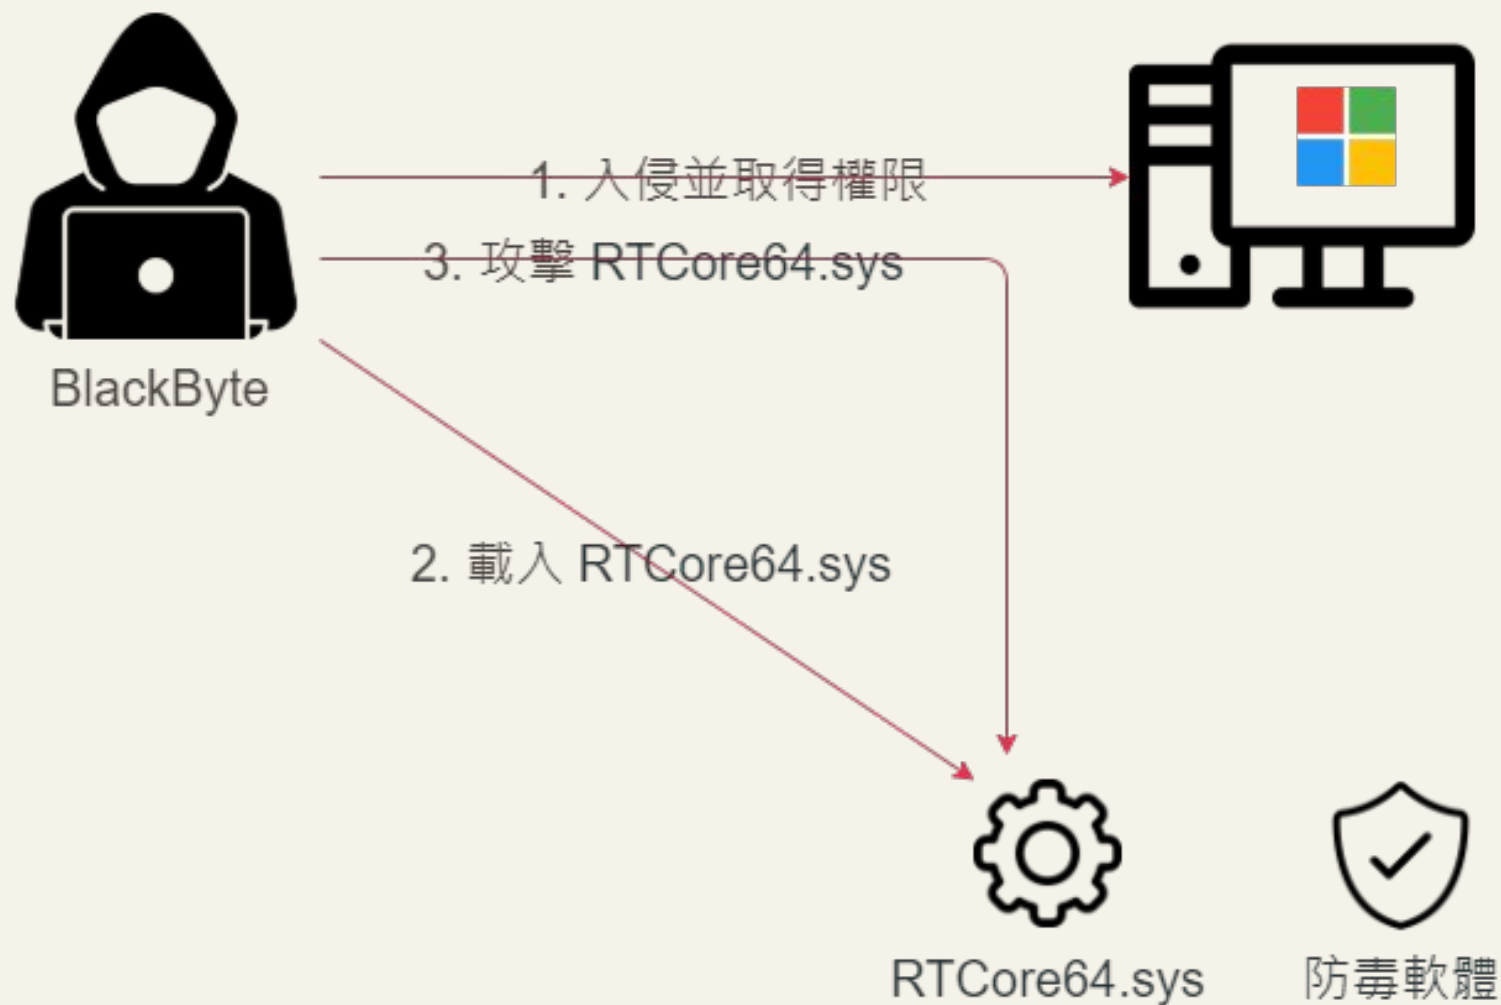 1. 入侵並取得權限
3. 攻擊 RTCore64.sys
BlackByte
2. 載入 RTCore64.sys
RTCore64.sys
防毒軟體